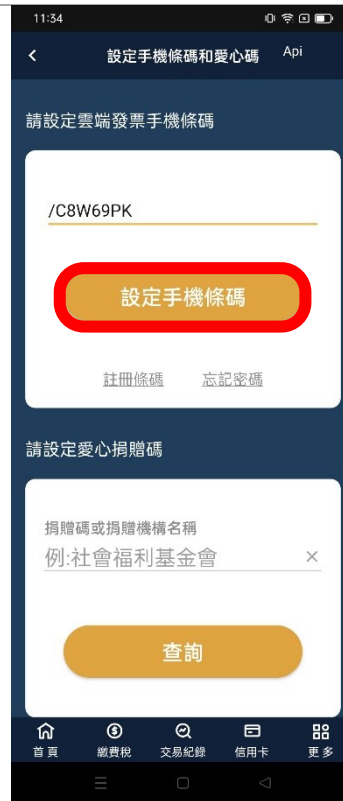 11:34
設定手機條碼和愛心碼 Api
請設定雲端發票手機條碼
/C8W69PK
設定手機條碼
註冊條碼 忘記密碼
請設定愛心捐贈碼
捐贈碼或捐贈機構名稱
例:社會福利基金會
查詢
首頁 繳費稅 交易紀錄 信用卡 更多